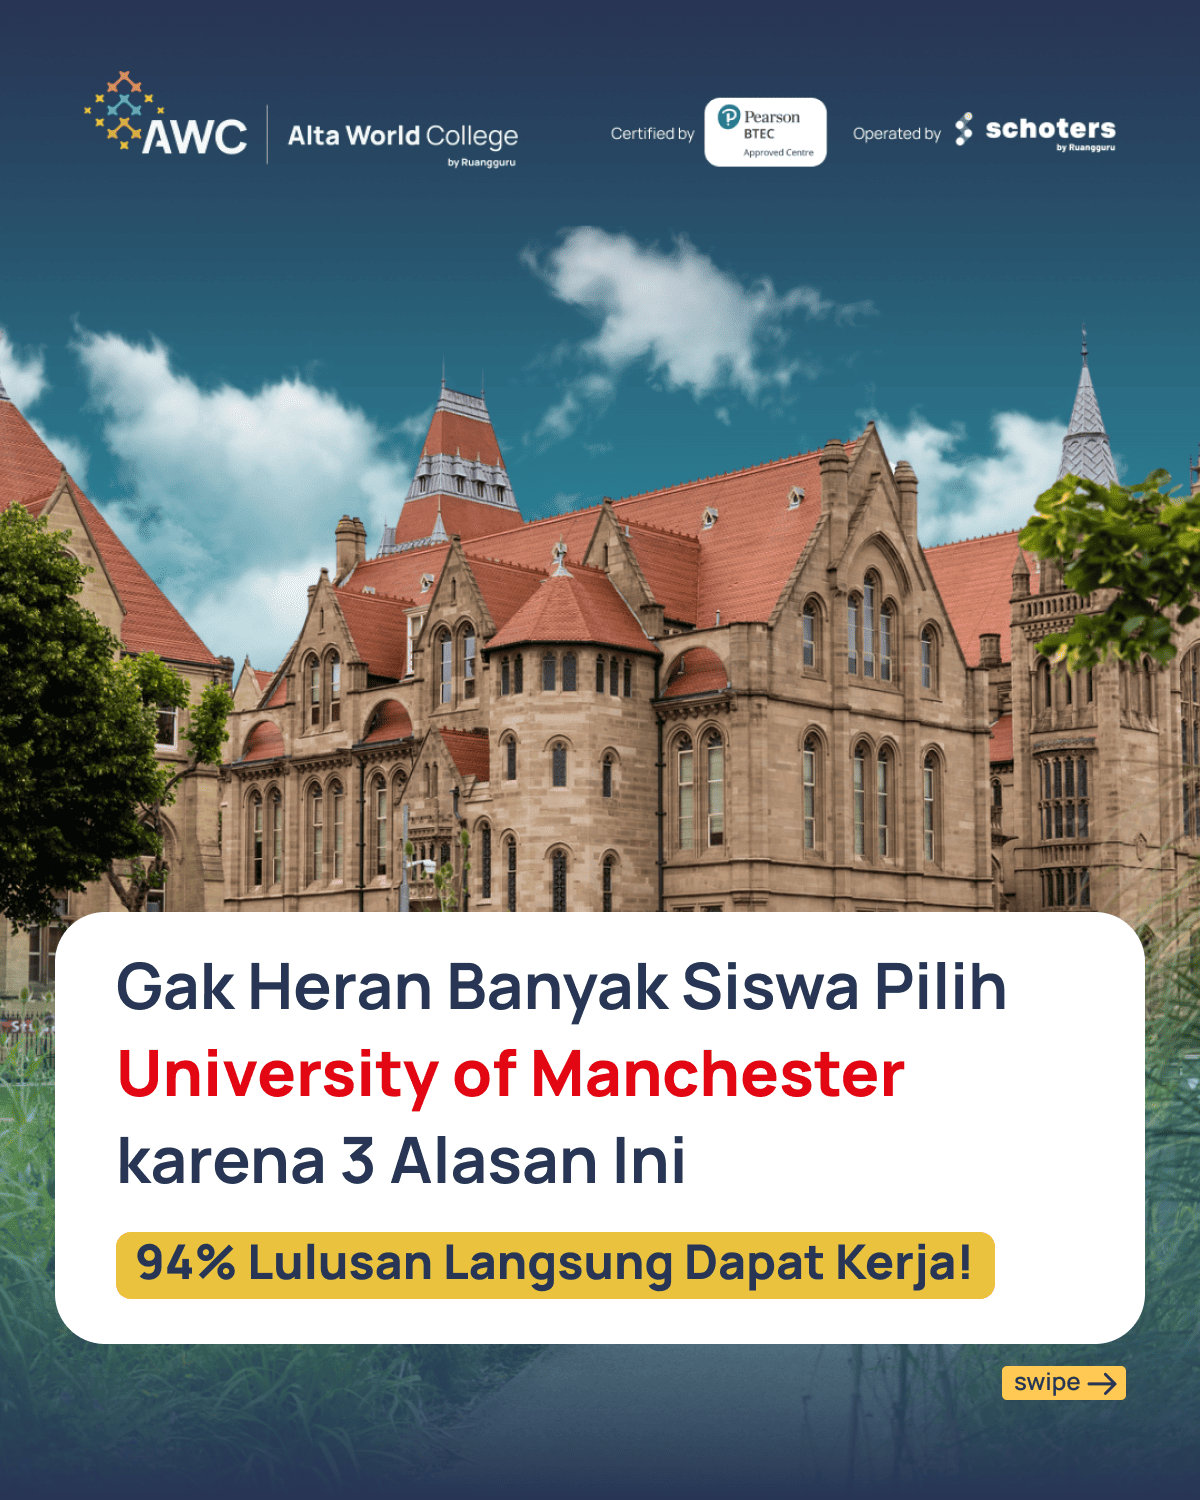 AWC
Alta World College
by Ruangguru
Certified by
Pearson
BTEC
Approved Centre
Operated by
schoters
by Ruangguru
Gak Heran Banyak Siswa Pilih
University of Manchester
karena 3 Alasan Ini
94% Lulusan Langsung Dapat Kerja!
swipe